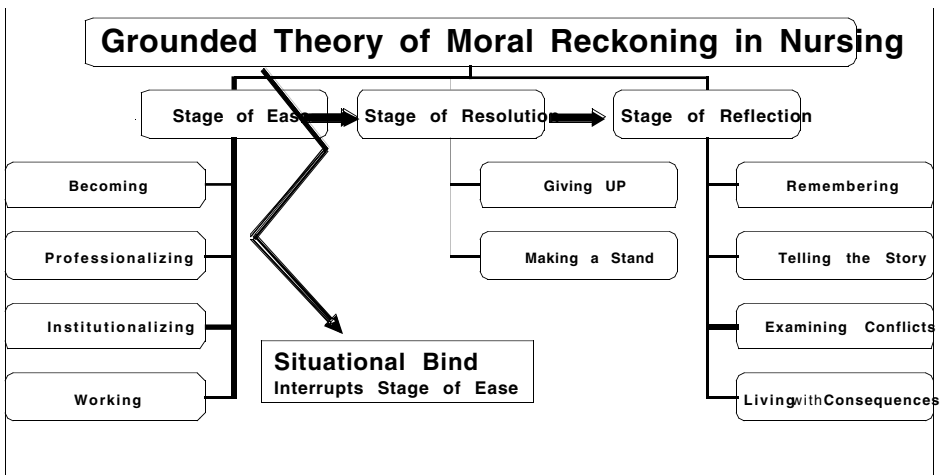 Grounded Theory of Moral Reckoning in Nursing
Stage of Ease
Stage of Resolution
Stage of Reflection
Becoming
Giving UP
Remembering
Professionalizing
Making a Stand
Telling the Story
Institutionalizing
Examining Conflicts
Situational Bind
Interrupts Stage of Ease
Working
Living with Consequences